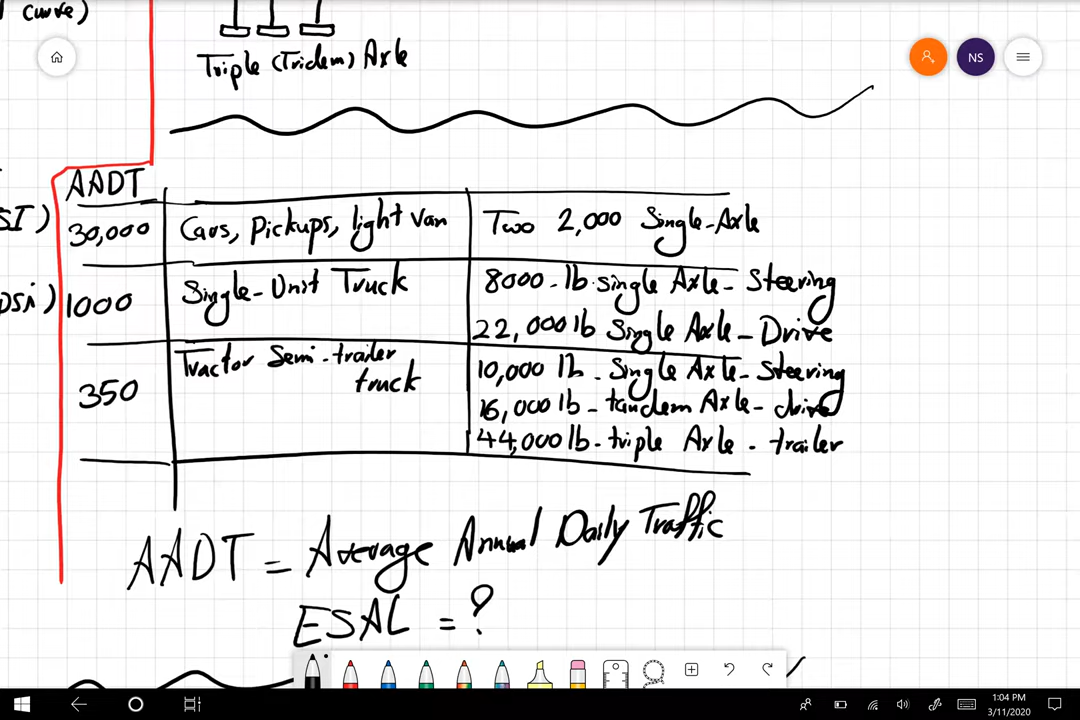 curve)
Triple (Tridem) Axle
NS
AADT
SI)
30,000 Cars, Pickups, light van Two 2,000 Single-Axle
psi)
1000 Single-Unit Truck 8000-lb single Axle-Steering
22,000 lb Single Axle-Drive
350 Tractor Semi-trailer truck 10,000 lb - Single Axle-Steering
16,000 lb - tandem Axle - drive
44,000 lb - triple Axle - trailer
AADT = Average Annual Daily Traffic
ESAL = ?
1:04 PM
3/11/2020